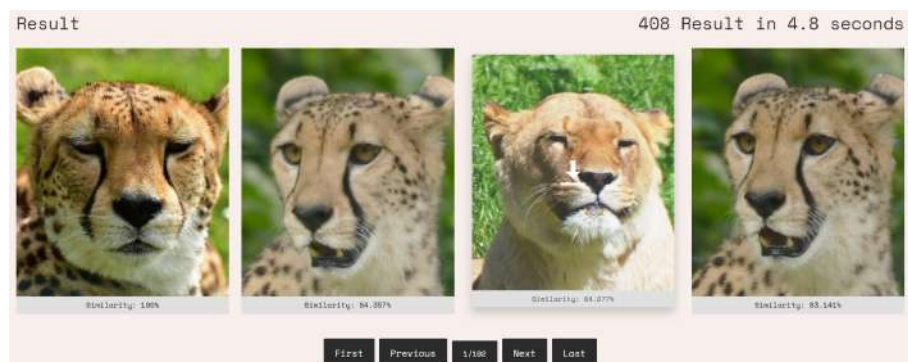 Result
408 Result in 4.8 seconds
Similarity: 100%
Similarity: 84.357%
Similarity: 84.277%
Similarity: 83.141%
First
Previous
1/102
Next
Last